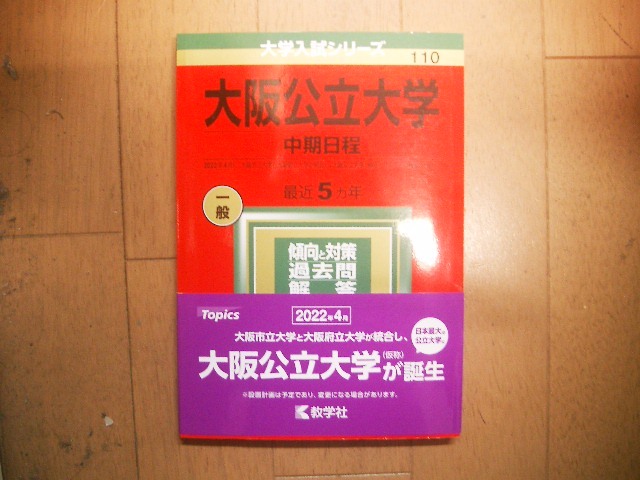 大学入試シリーズ
110
大阪公立大学
中期日程
最近5カ年
一般
傾向と対策
過去問
解答
Topics
2022年4月
大阪市立大学と大阪府立大学が統合し、
日本最大の
公立大学へ
大阪公立大学(仮称)が誕生
※設置計画は予定であり、変更になる場合があります。
教学社